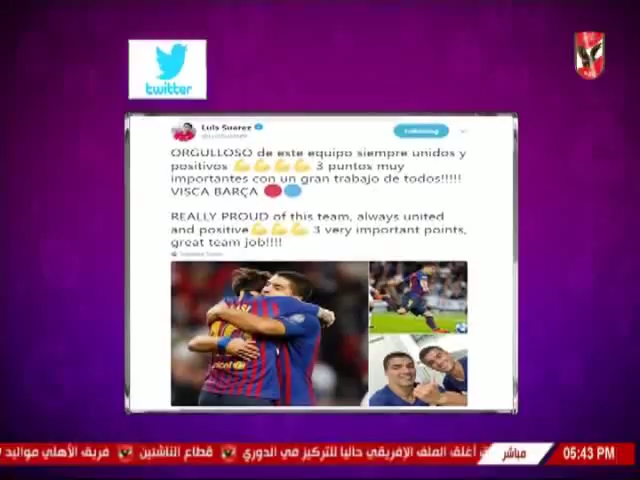 twitter
Luis Suarez
Following
ORGULLOSO de este equipo siempre unidos y
positivos 💪💪💪💪 3 puntos muy
importantes con un gran trabajo de todos!!!!!
VISCA BARÇA 🔴🔵
REALLY PROUD of this team, always united
and positive💪💪💪 3 very important points,
great team job!!!!
unicef
أغلق الملف الإفريقي حاليا للتركيز في الدوري
قطاع الناشئين
فريق الأهلي مواليد
مباشر
05:43 PM